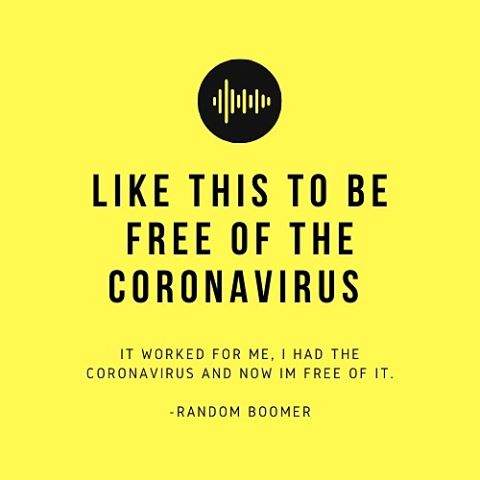 LIKE THIS TO BE
FREE OF THE
CORONAVIRUS
IT WORKED FOR ME, I HAD THE
CORONAVIRUS AND NOW IM FREE OF IT.
-RANDOM BOOMER